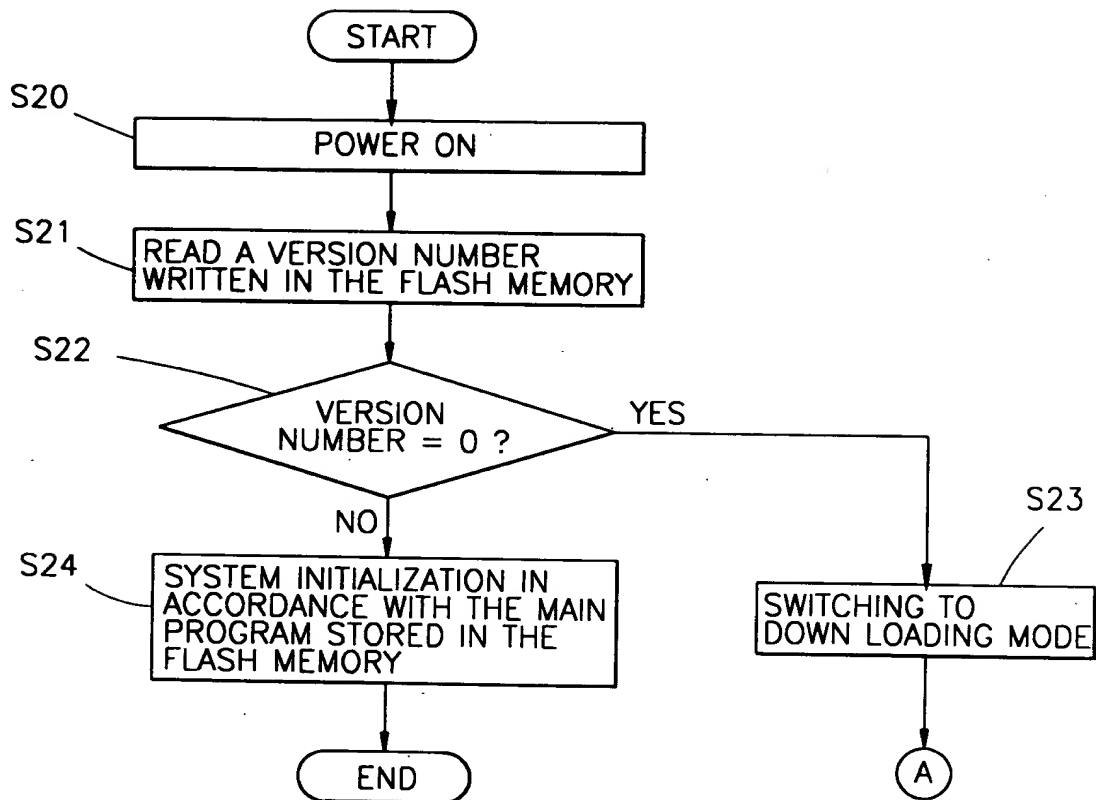 START
S20
POWER ON
S21
READ A VERSION NUMBER
WRITTEN IN THE FLASH MEMORY
S22
VERSION
NUMBER = 0 ?
YES
NO
S23
S24
SYSTEM INITIALIZATION IN
ACCORDANCE WITH THE MAIN
PROGRAM STORED IN THE
FLASH MEMORY
SWITCHING TO
DOWN LOADING MODE
END
A